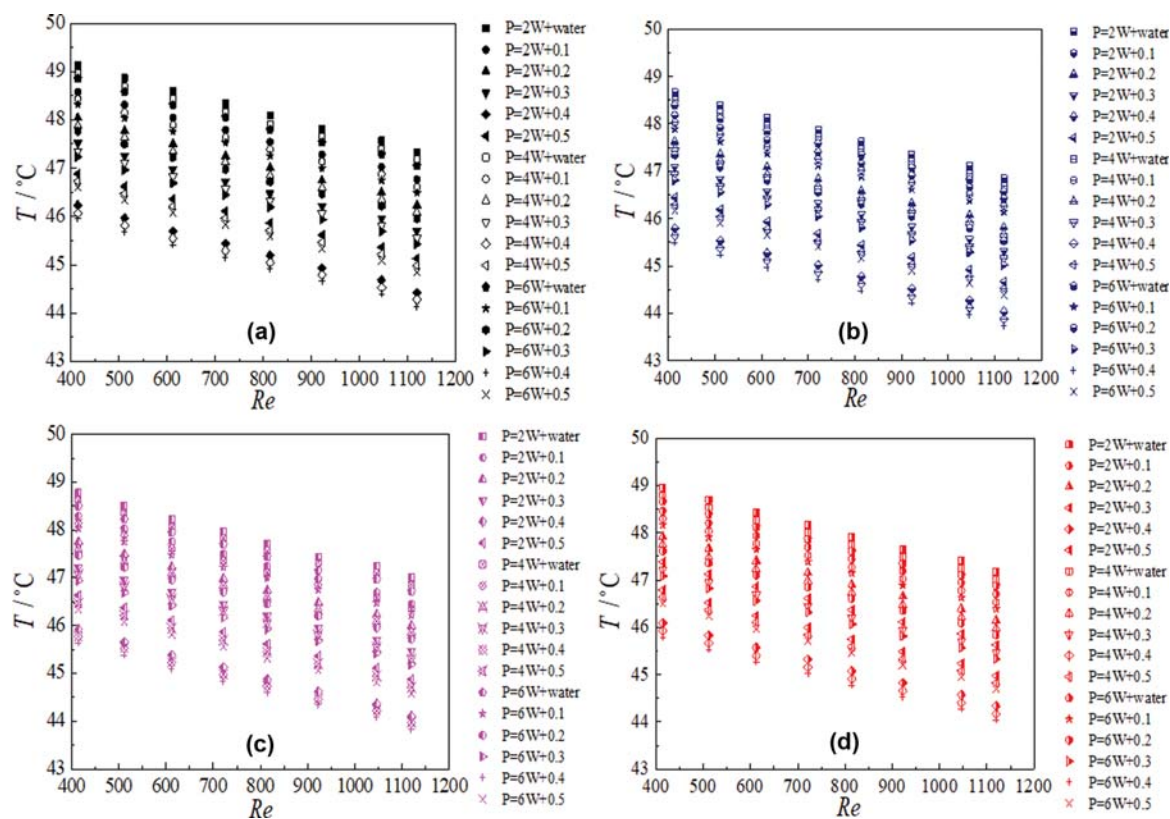 50
49
48
47
46
45
44
43
T /°C
400 500 600 700 800 900 1000 1100 1200
Re
(a)
P=2W+water
P=2W+0.1
P=2W+0.2
P=2W+0.3
P=2W+0.4
P=2W+0.5
P=4W+water
P=4W+0.1
P=4W+0.2
P=4W+0.3
P=4W+0.4
P=4W+0.5
P=6W+water
P=6W+0.1
P=6W+0.2
P=6W+0.3
P=6W+0.4
P=6W+0.5
50
49
48
47
46
45
44
43
T /°C
400 500 600 700 800 900 1000 1100 1200
Re
(b)
P=2W+water
P=2W+0.1
P=2W+0.2
P=2W+0.3
P=2W+0.4
P=2W+0.5
P=4W+water
P=4W+0.1
P=4W+0.2
P=4W+0.3
P=4W+0.4
P=4W+0.5
P=6W+water
P=6W+0.1
P=6W+0.2
P=6W+0.3
P=6W+0.4
P=6W+0.5
50
49
48
47
46
45
44
43
T /°C
400 500 600 700 800 900 1000 1100 1200
Re
(c)
P=2W+water
P=2W+0.1
P=2W+0.2
P=2W+0.3
P=2W+0.4
P=2W+0.5
P=4W+water
P=4W+0.1
P=4W+0.2
P=4W+0.3
P=4W+0.4
P=4W+0.5
P=6W+water
P=6W+0.1
P=6W+0.2
P=6W+0.3
P=6W+0.4
P=6W+0.5
50
49
48
47
46
45
44
43
T /°C
400 500 600 700 800 900 1000 1100 1200
Re
(d)
P=2W+water
P=2W+0.1
P=2W+0.2
P=2W+0.3
P=2W+0.4
P=2W+0.5
P=4W+water
P=4W+0.1
P=4W+0.2
P=4W+0.3
P=4W+0.4
P=4W+0.5
P=6W+water
P=6W+0.1
P=6W+0.2
P=6W+0.3
P=6W+0.4
P=6W+0.5